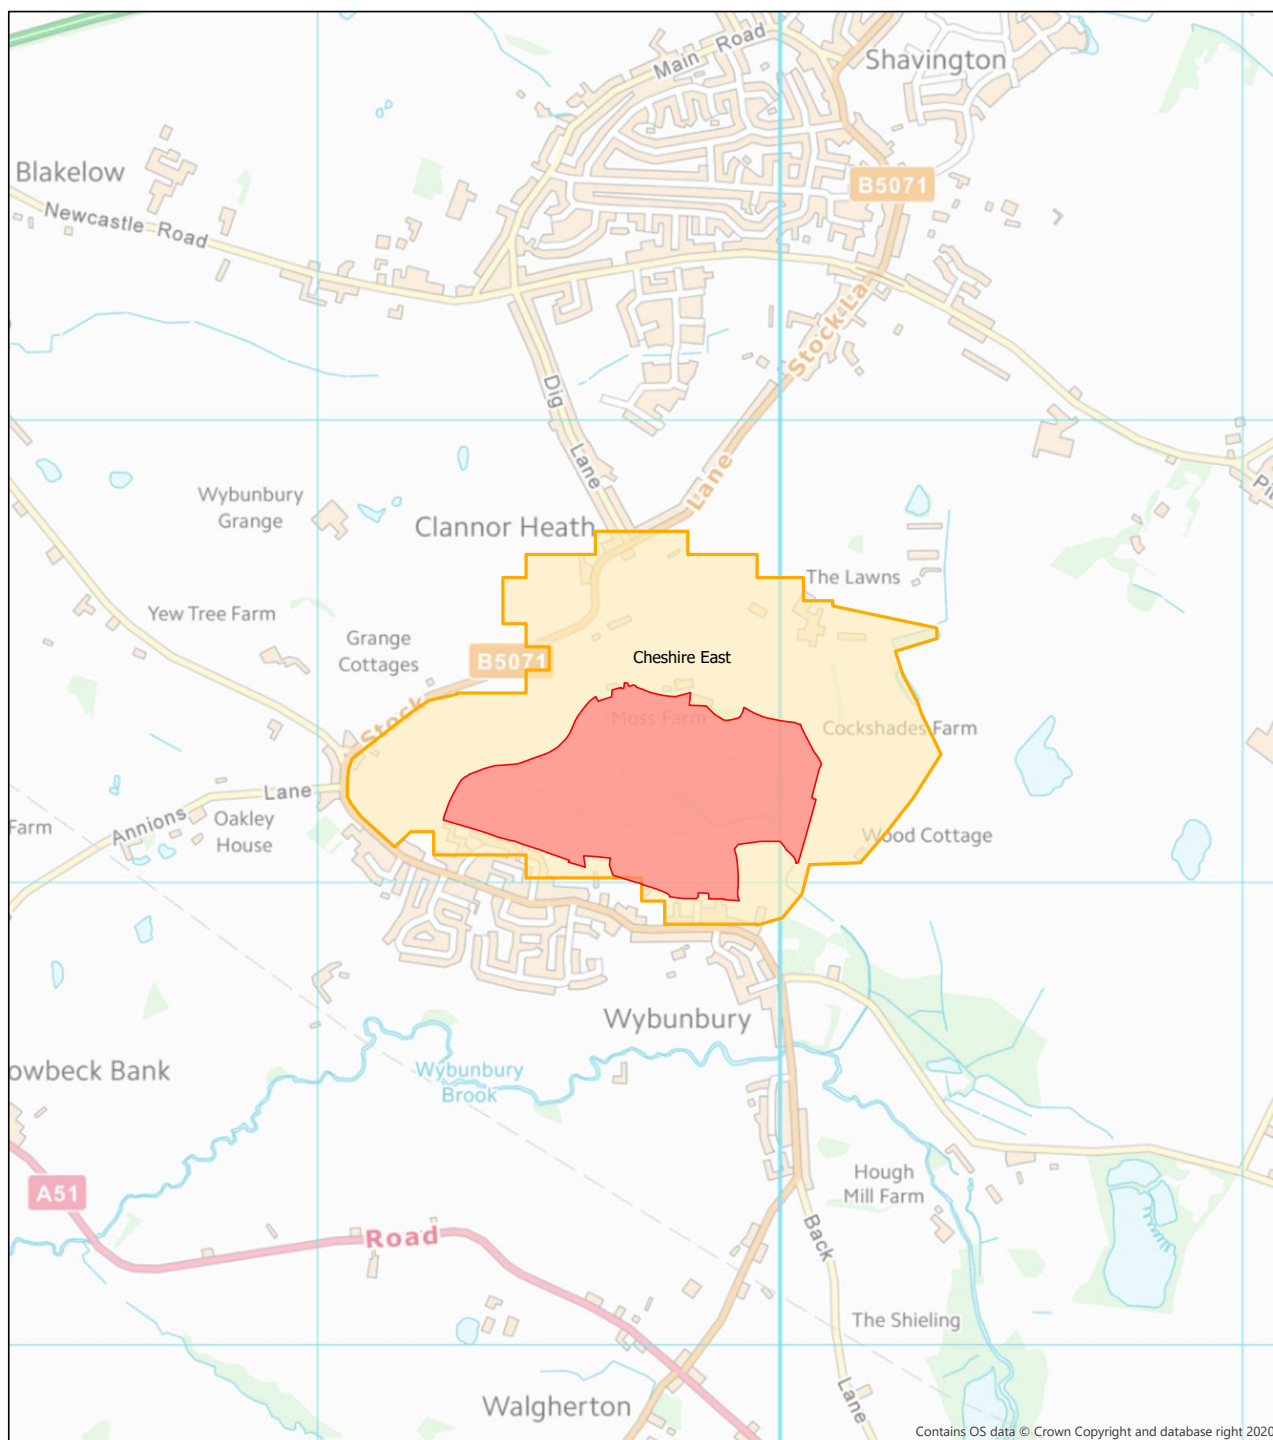 Main Road
Shavington
Blakelow
B5071
Newcastle Road
Stock La
Dig Lane
Lane
Wybunbury
Grange
Clannor Heath
The Lawns
Yew Tree Farm
Grange
Cottages
B5071
Cheshire East
Moss Farm
Stock
Cockshades Farm
Annions Lane
Oakley
House
Farm
Wood Cottage
Wybunbury
owbeck Bank
Wybunbury
Brook
Hough
Mill Farm
A51
Road
Back
The Shieling
Walgherton
Lane
Contains OS data © Crown Copyright and database right 2020